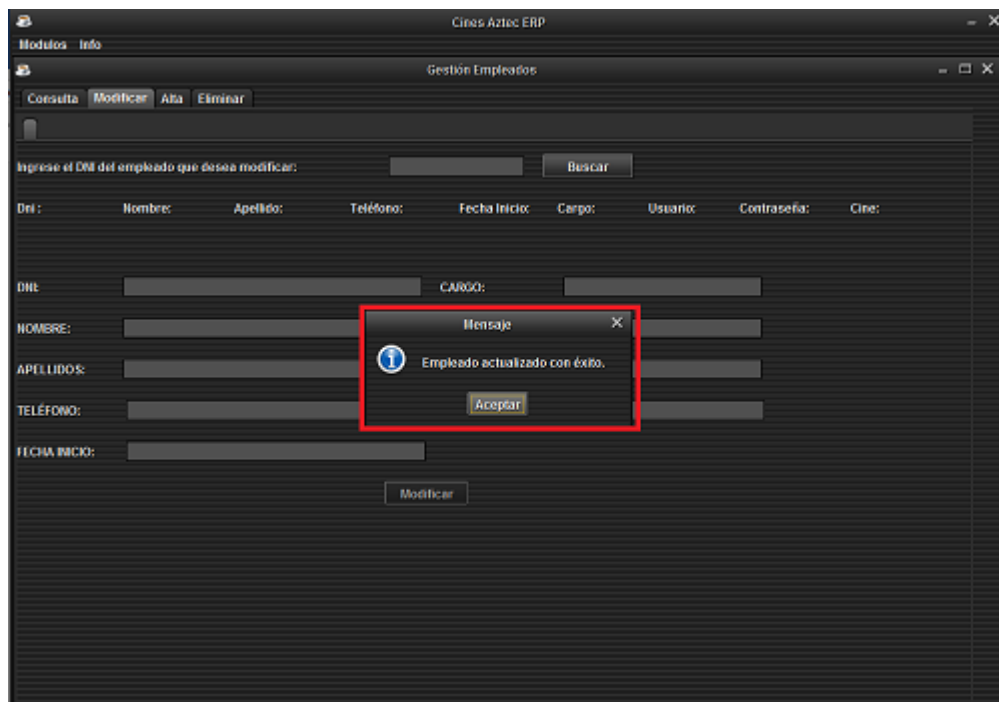 Cines Aztec ERP
Modulos Info
Gestión Empleados
Consulta Modificar Alta Eliminar
Ingrese el DNI del empleado que desea modificar: Buscar
Dni : Nombre: Apellido: Teléfono: Fecha Inicio: Cargo: Usuario: Contraseña: Cine:
DNI: CARGO:
NOMBRE:
APELLIDOS:
TELÉFONO:
FECHA INICIO:
Mensaje
Empleado actualizado con éxito.
Aceptar
Modificar